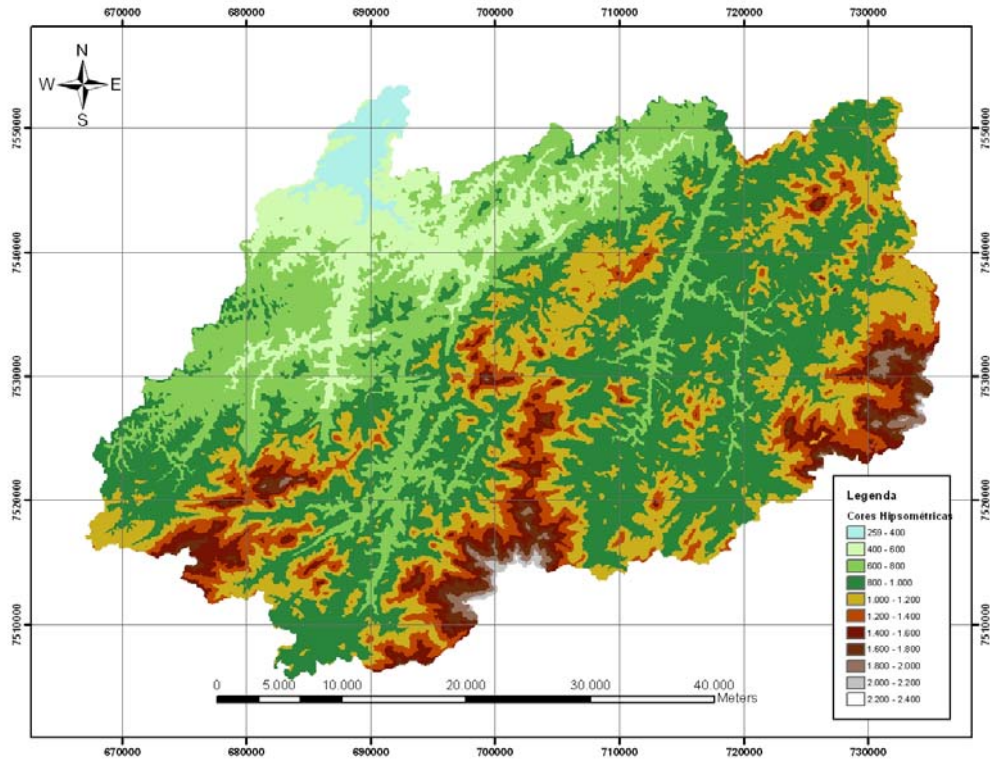 670000 680000 690000 700000 710000 720000 730000
N
W E
S
7550000 7550000
7540000 7540000
7530000 7530000
7520000 7520000
7510000 7510000
Legenda
Cores Hipsométricas
259 - 400
400 - 600
600 - 800
800 - 1.000
1.000 - 1.200
1.200 - 1.400
1.400 - 1.600
1.600 - 1.800
1.800 - 2.000
2.000 - 2.200
2.200 - 2.400
0 5.000 10.000 20.000 30.000 40.000
Meters
670000 680000 690000 700000 710000 720000 730000